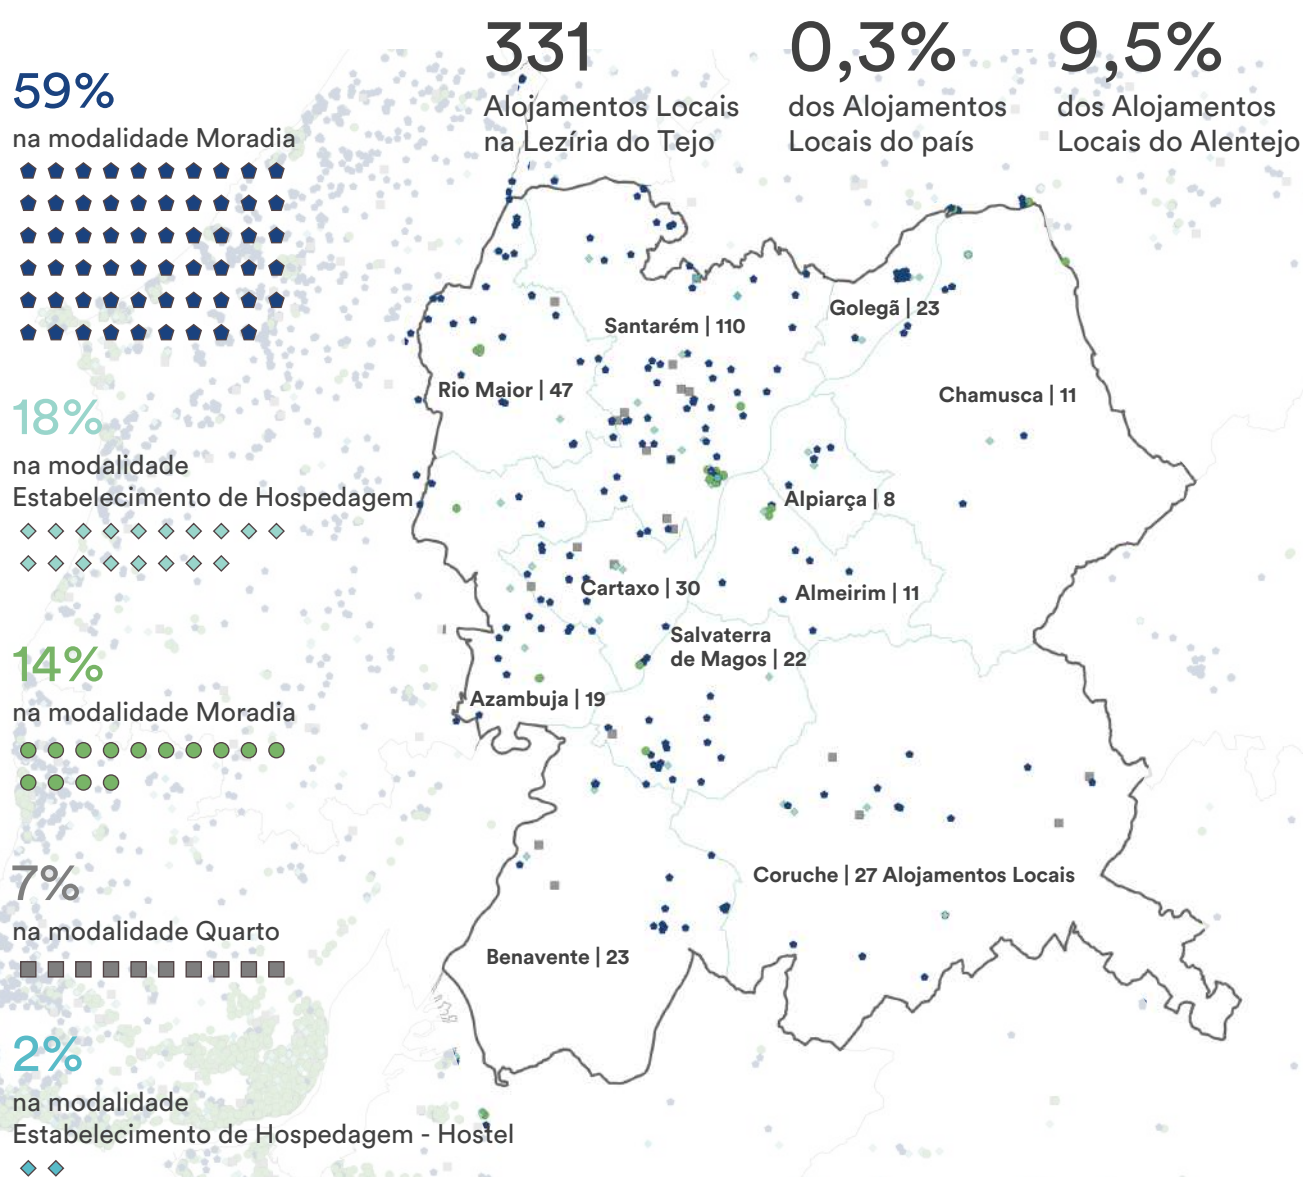 331
Alojamentos Locais
na Lezíria do Tejo
0,3%
dos Alojamentos
Locais do país
9,5%
dos Alojamentos
Locais do Alentejo
59%
na modalidade Moradia
18%
na modalidade
Estabelecimento de Hospedagem
14%
na modalidade Moradia
7%
na modalidade Quarto
2%
na modalidade
Estabelecimento de Hospedagem - Hostel
Golegã | 23
Santarém | 110
Rio Maior | 47
Chamusca | 11
Alpiarça | 8
Cartaxo | 30
Almeirim | 11
Salvaterra
de Magos | 22
Azambuja | 19
Coruche | 27 Alojamentos Locais
Benavente | 23